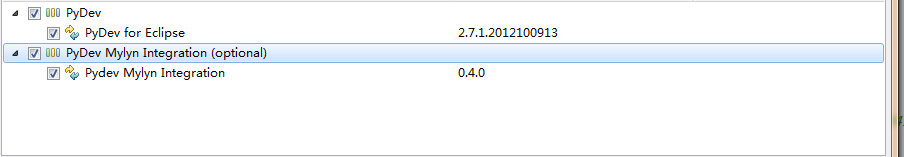 PyDev
PyDev for Eclipse 2.7.1.2012100913
PyDev Mylyn Integration (optional)
Pydev Mylyn Integration 0.4.0